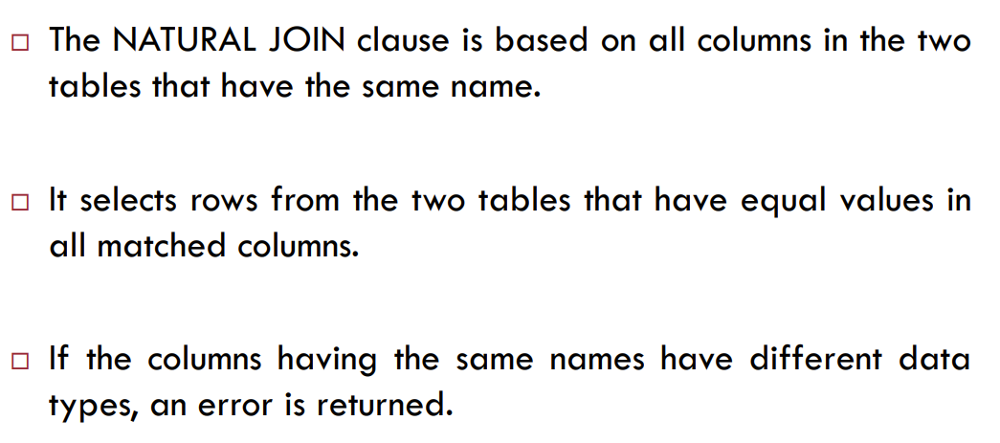 The NATURAL JOIN clause is based on all columns in the two
tables that have the same name.
It selects rows from the two tables that have equal values in
all matched columns.
If the columns having the same names have different data
types, an error is returned.